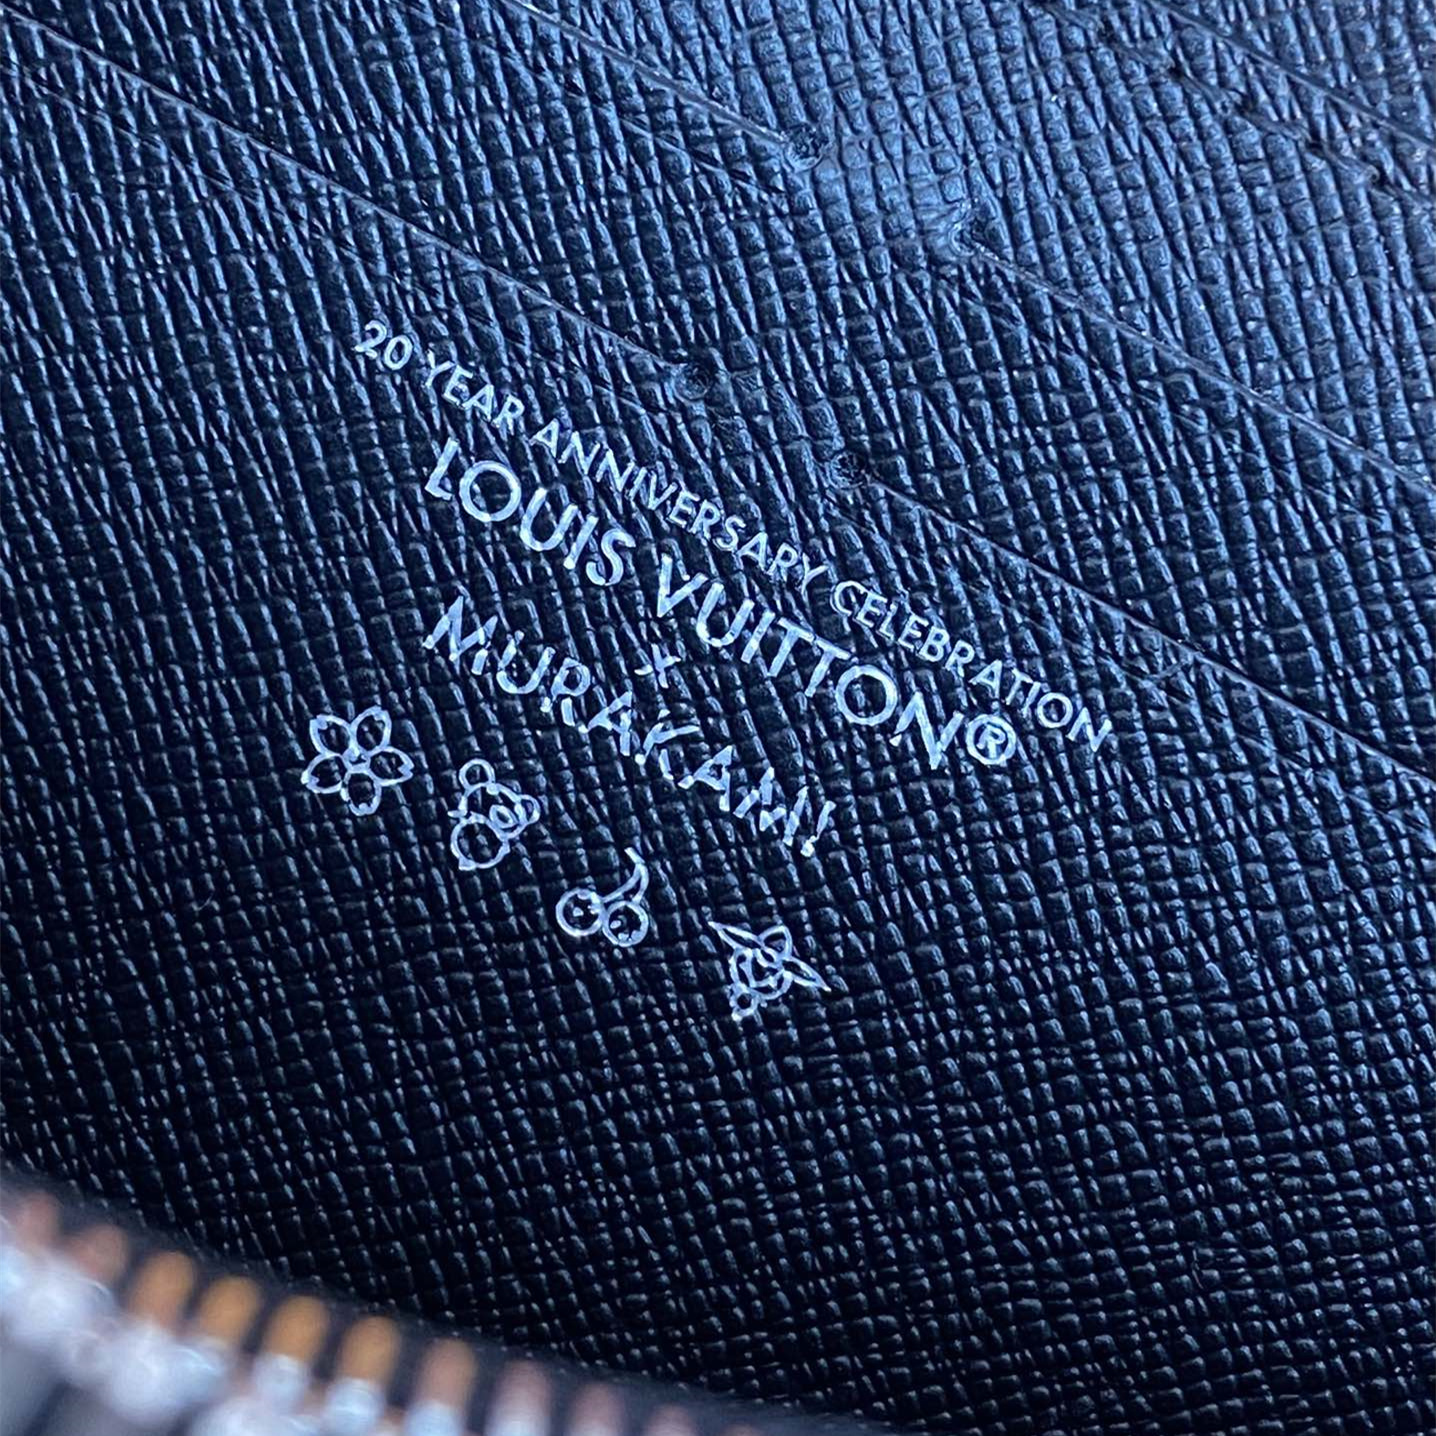 20 YEAR ANNIVERSARY CELEBRATION
LOUIS VUITTON®
×
MURAKAMI